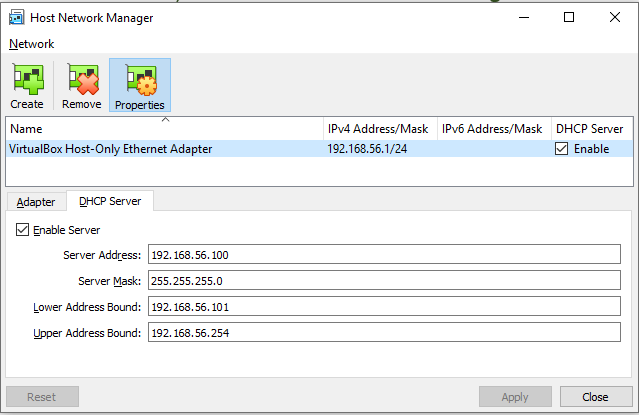 Host Network Manager
Network
Create Remove Properties
Name IPv4 Address/Mask IPv6 Address/Mask DHCP Server
VirtualBox Host-Only Ethernet Adapter 192.168.56.1/24 Enable
Adapter DHCP Server
Enable Server
Server Address: 192.168.56.100
Server Mask: 255.255.255.0
Lower Address Bound: 192.168.56.101
Upper Address Bound: 192.168.56.254
Reset Apply Close